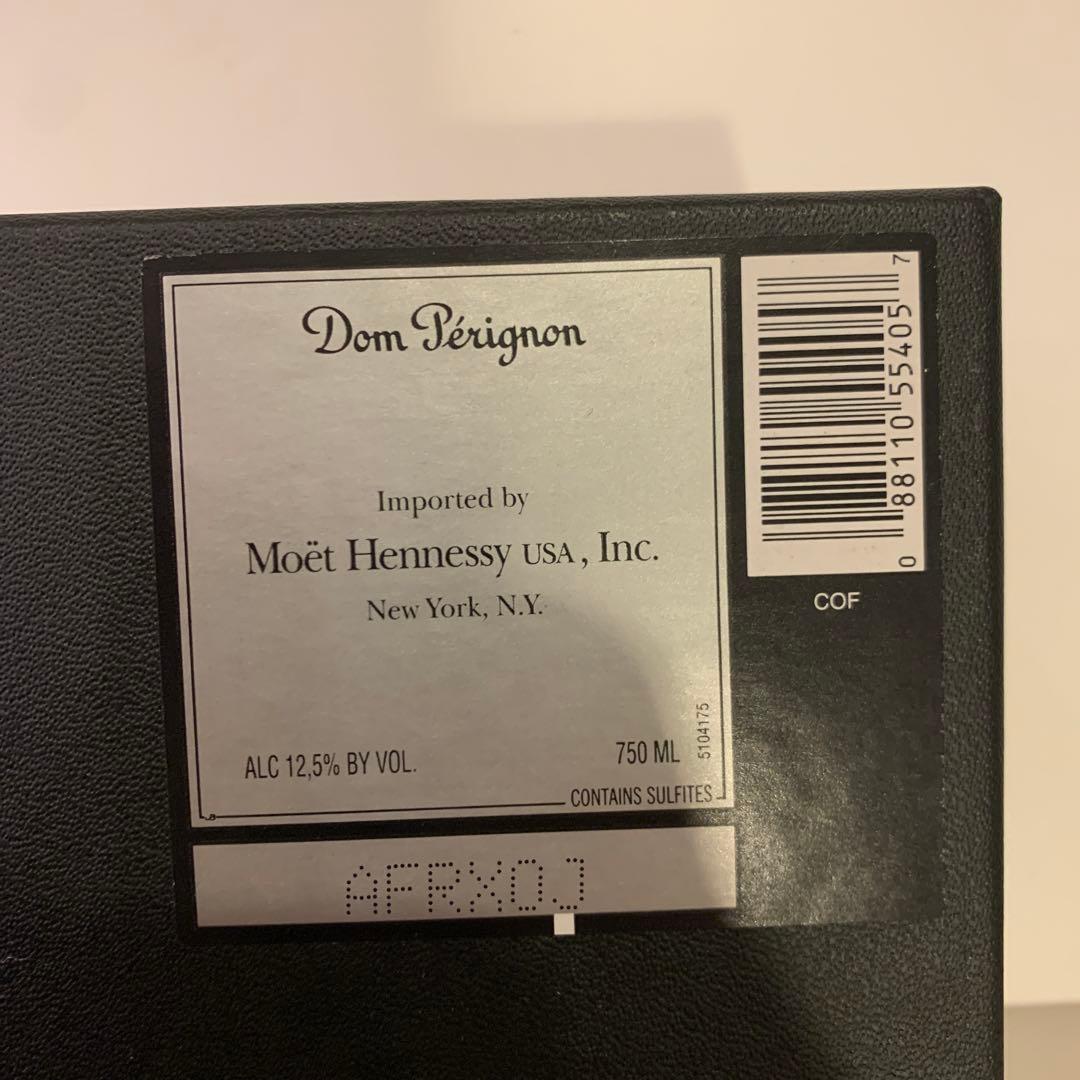 Dom Pérignon
Imported by
Moët Hennessy USA, Inc.
New York, N.Y.
ALC 12,5% BY VOL.
750 ML
5104175
CONTAINS SULFITES
AFRX0J
0 88110 55405 7
COF